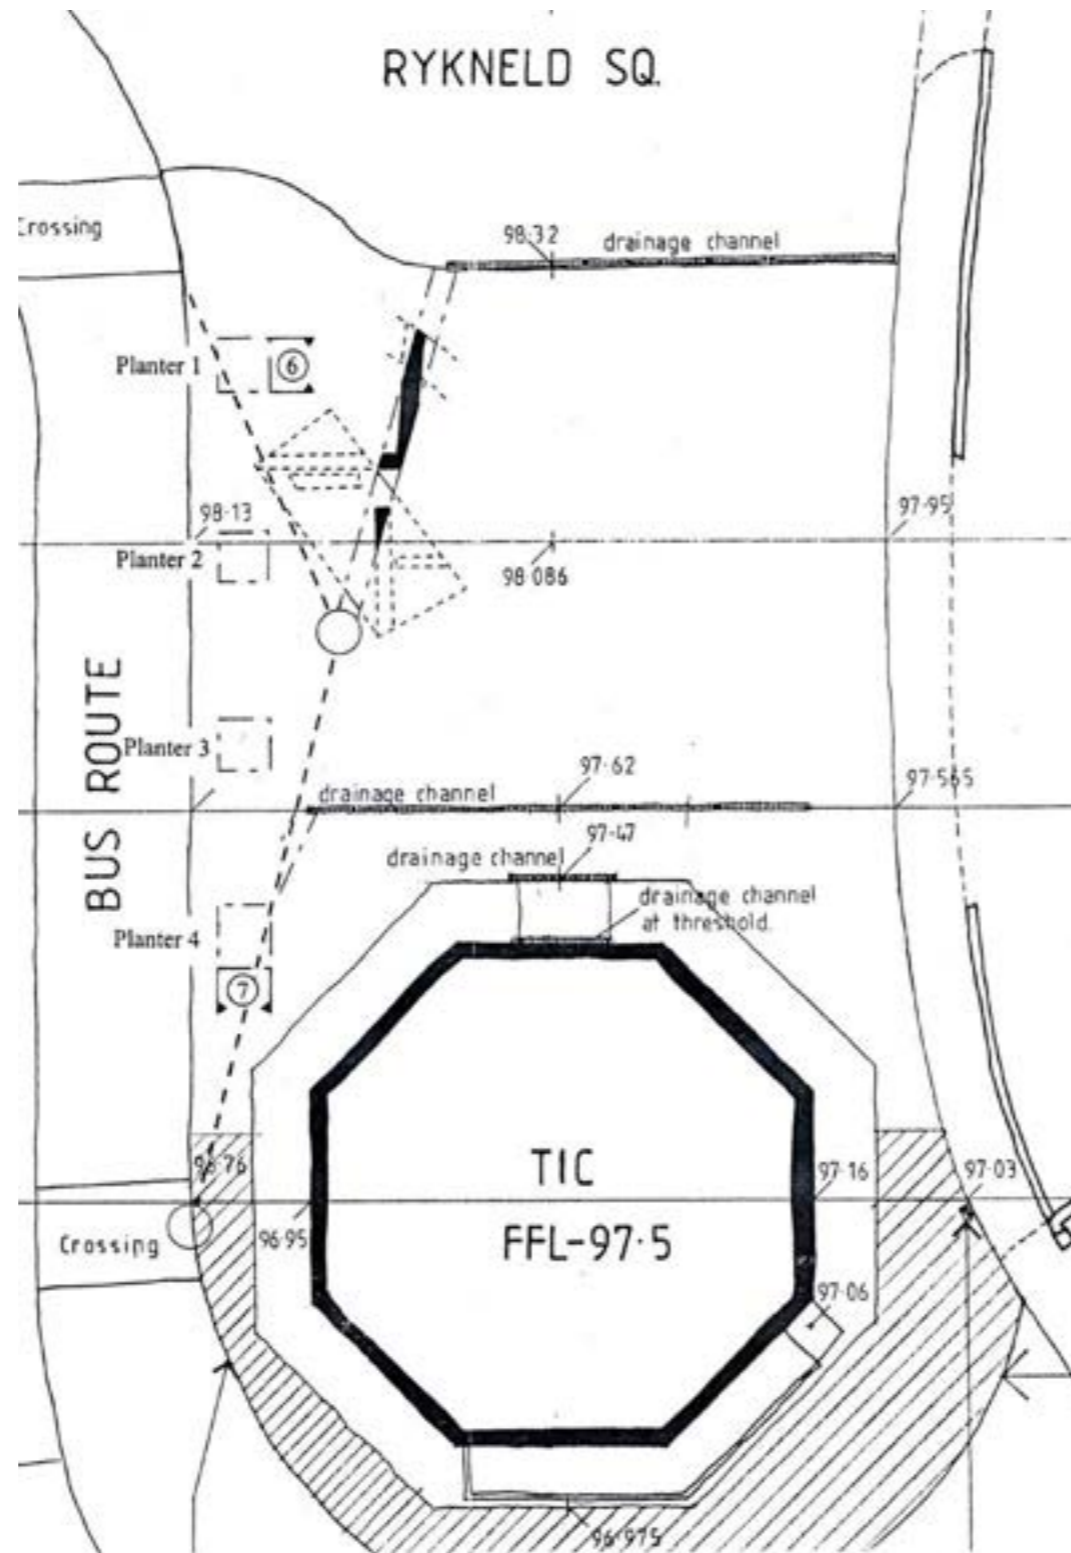 RYKNELD SQ.
Crossing
98·32
drainage channel
Planter 1
6
98·13
97·95
Planter 2
98·086
BUS ROUTE
Planter 3
97·62
97·565
drainage channel
97·47
drainage channel
drainage channel
at threshold.
Planter 4
7
96·76
TIC
97·16
97·03
Crossing
96·95
FFL-97·5
97·06
96·975